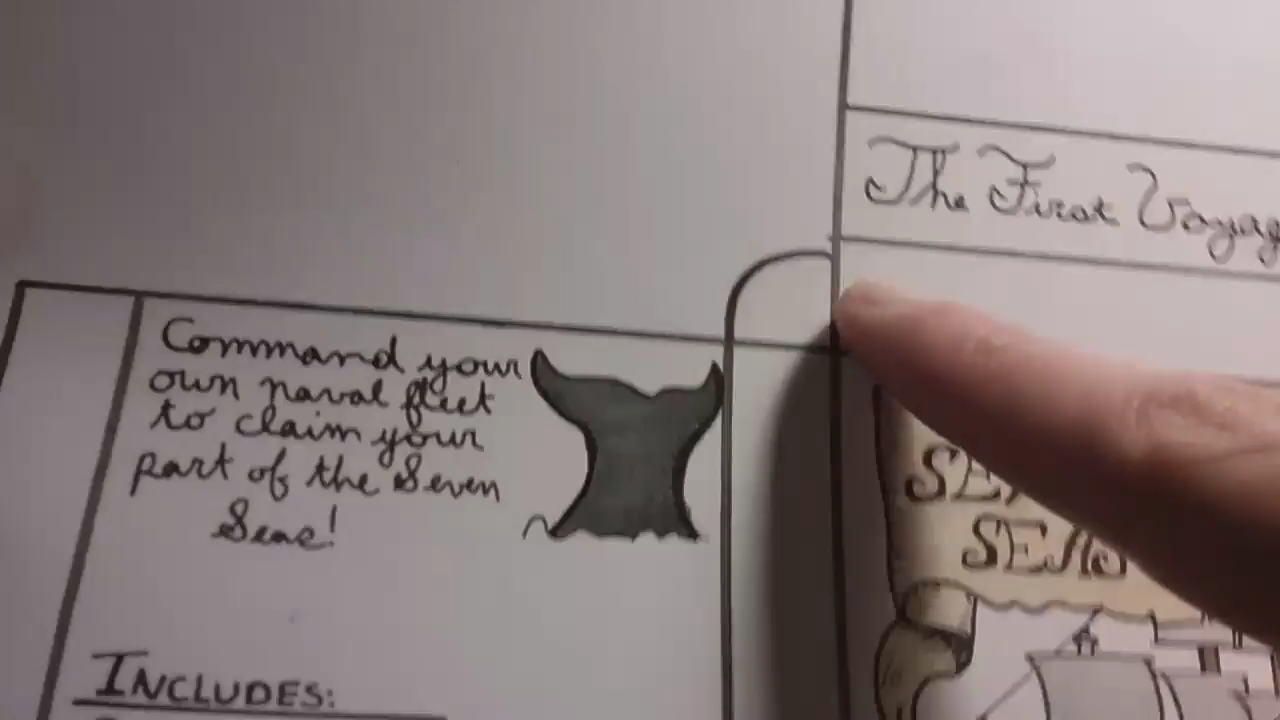 The First Voyag
Command your
own naval fleet
to claim your
part of the Seven
Seas!
SEAS
INCLUDES: